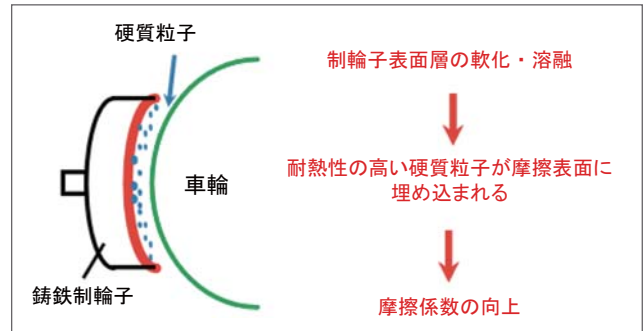 硬質粒子
車輪
鋳鉄制輪子
制輪子表面層の軟化・溶融
耐熱性の高い硬質粒子が摩擦表面に
埋め込まれる
摩擦係数の向上